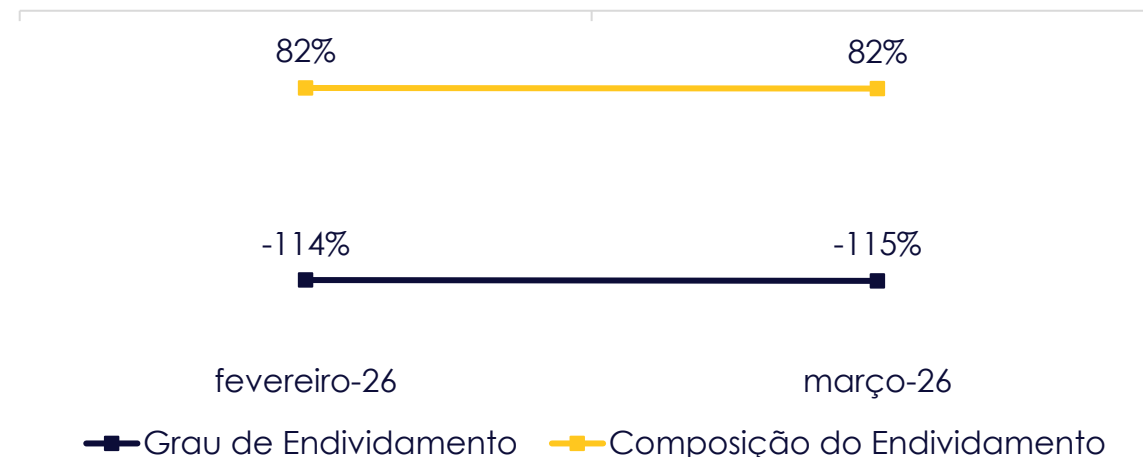 82% 82%
-114% -115%
fevereiro-26 março-26
Grau de Endividamento Composição do Endividamento